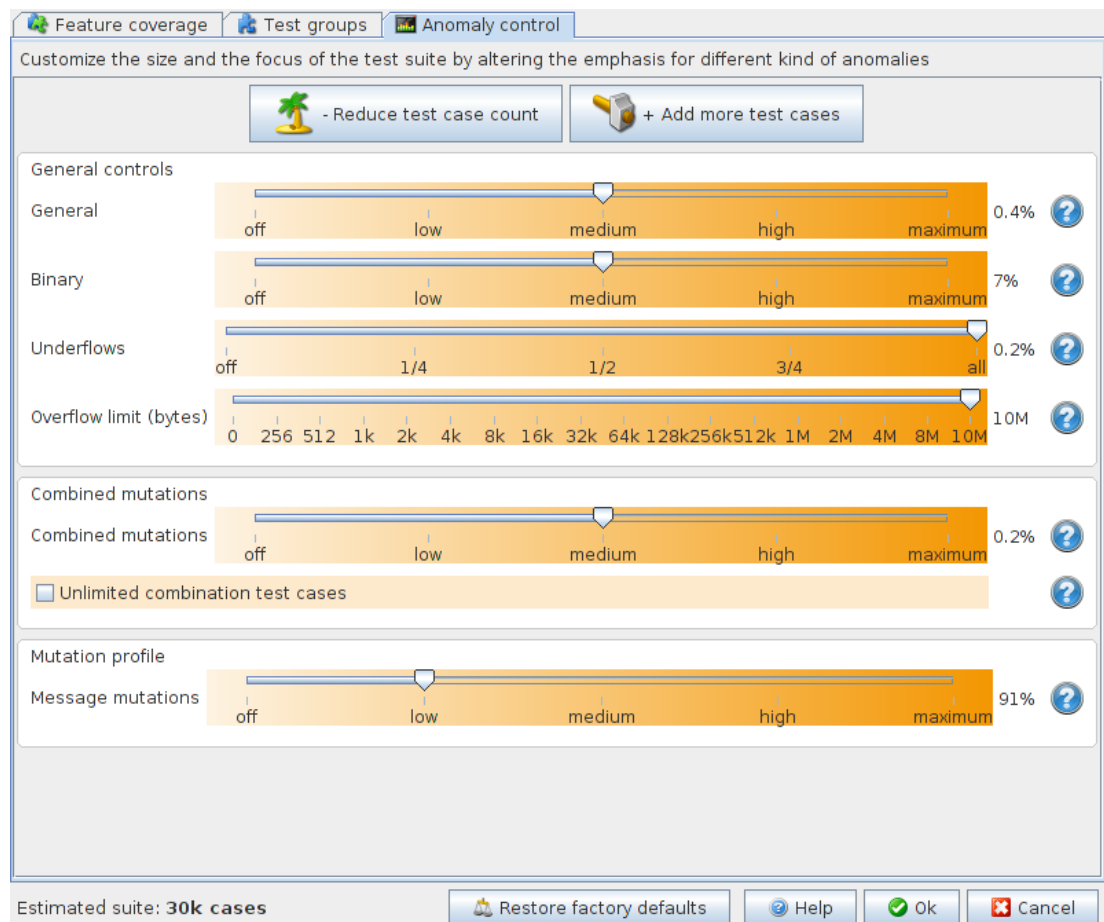 Feature coverage Test groups Anomaly control
Customize the size and the focus of the test suite by altering the emphasis for different kind of anomalies
- Reduce test case count + Add more test cases
General controls
General 0.4%
off low medium high maximum
Binary 7%
off low medium high maximum
Underflows 0.2%
off 1/4 1/2 3/4 all
Overflow limit (bytes) 10M
0 256 512 1k 2k 4k 8k 16k 32k 64k 128k 256k 512k 1M 2M 4M 8M 10M
Combined mutations
Combined mutations 0.2%
off low medium high maximum
Unlimited combination test cases
Mutation profile
Message mutations 91%
off low medium high maximum
Estimated suite: 30k cases Restore factory defaults Help Ok Cancel